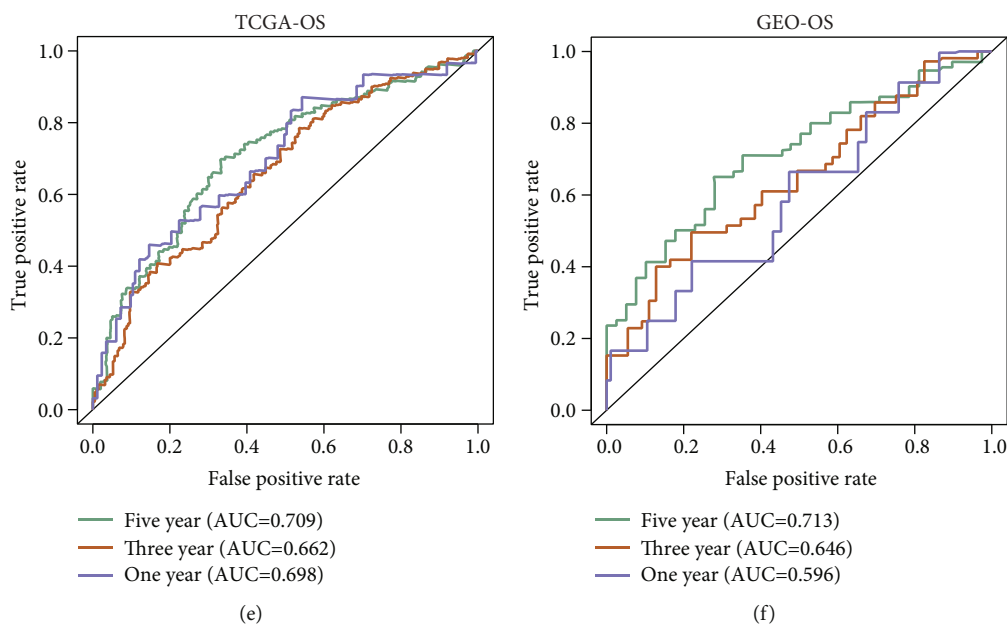 TCGA-OS
1.0
0.8
0.6
0.4
0.2
0.0
True positive rate
0.0 0.2 0.4 0.6 0.8 1.0
False positive rate
Five year (AUC=0.709)
Three year (AUC=0.662)
One year (AUC=0.698)
(e)
GEO-OS
1.0
0.8
0.6
0.4
0.2
0.0
True positive rate
0.0 0.2 0.4 0.6 0.8 1.0
False positive rate
Five year (AUC=0.713)
Three year (AUC=0.646)
One year (AUC=0.596)
(f)